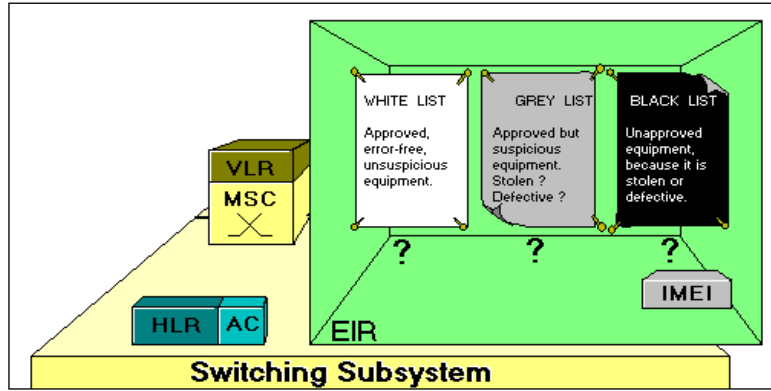 WHITE LIST
Approved,
error-free,
unsuspicious
equipment.
GREY LIST
Approved but
suspicious
equipment.
Stolen ?
Defective ?
BLACK LIST
Unapproved
equipment,
because it is
stolen or
defective.
VLR
MSC
? ? ?
IMEI
HLR AC
EIR
Switching Subsystem